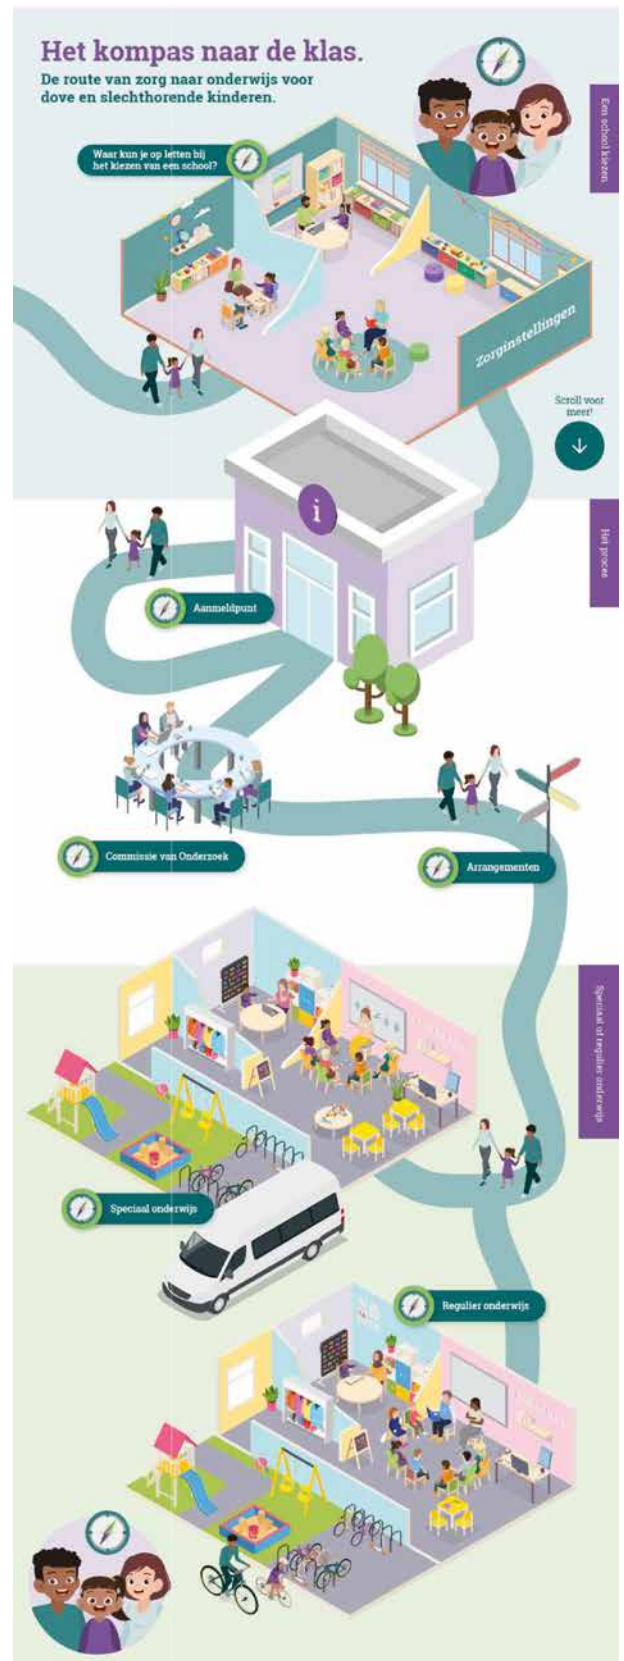 Het kompas naar de klas.
De route van zorg naar onderwijs voor
dove en slechthorende kinderen.
Een school kiezen
Waar kun je op letten bij
het kiezen van een school?
Zorginstellingen
Scroll voor
meer!
i
Het proces
Aanmeldpunt
Commissie van Onderzoek
Arrangementen
Speciaal of regulier onderwijs
Speciaal onderwijs
Regulier onderwijs